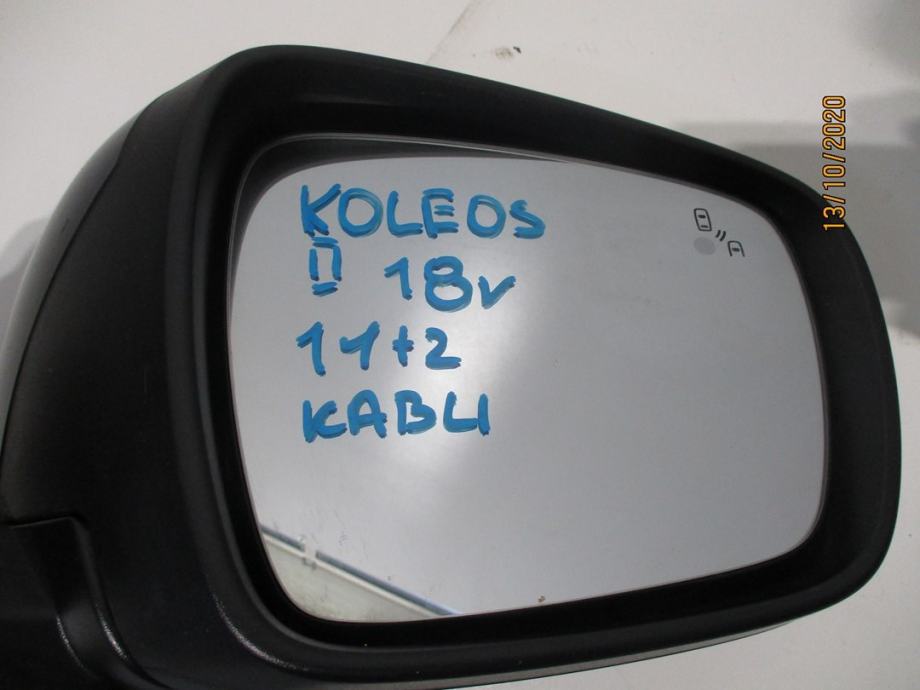 KOLEOS
II 18v
11+2
KABLI
13/10/2020